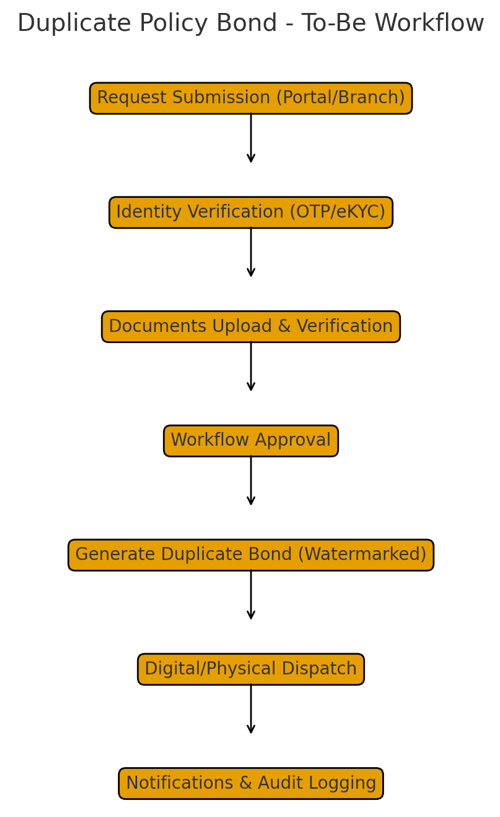 Duplicate Policy Bond - To-Be Workflow
Request Submission (Portal/Branch)
Identity Verification (OTP/eKYC)
Documents Upload & Verification
Workflow Approval
Generate Duplicate Bond (Watermarked)
Digital/Physical Dispatch
Notifications & Audit Logging